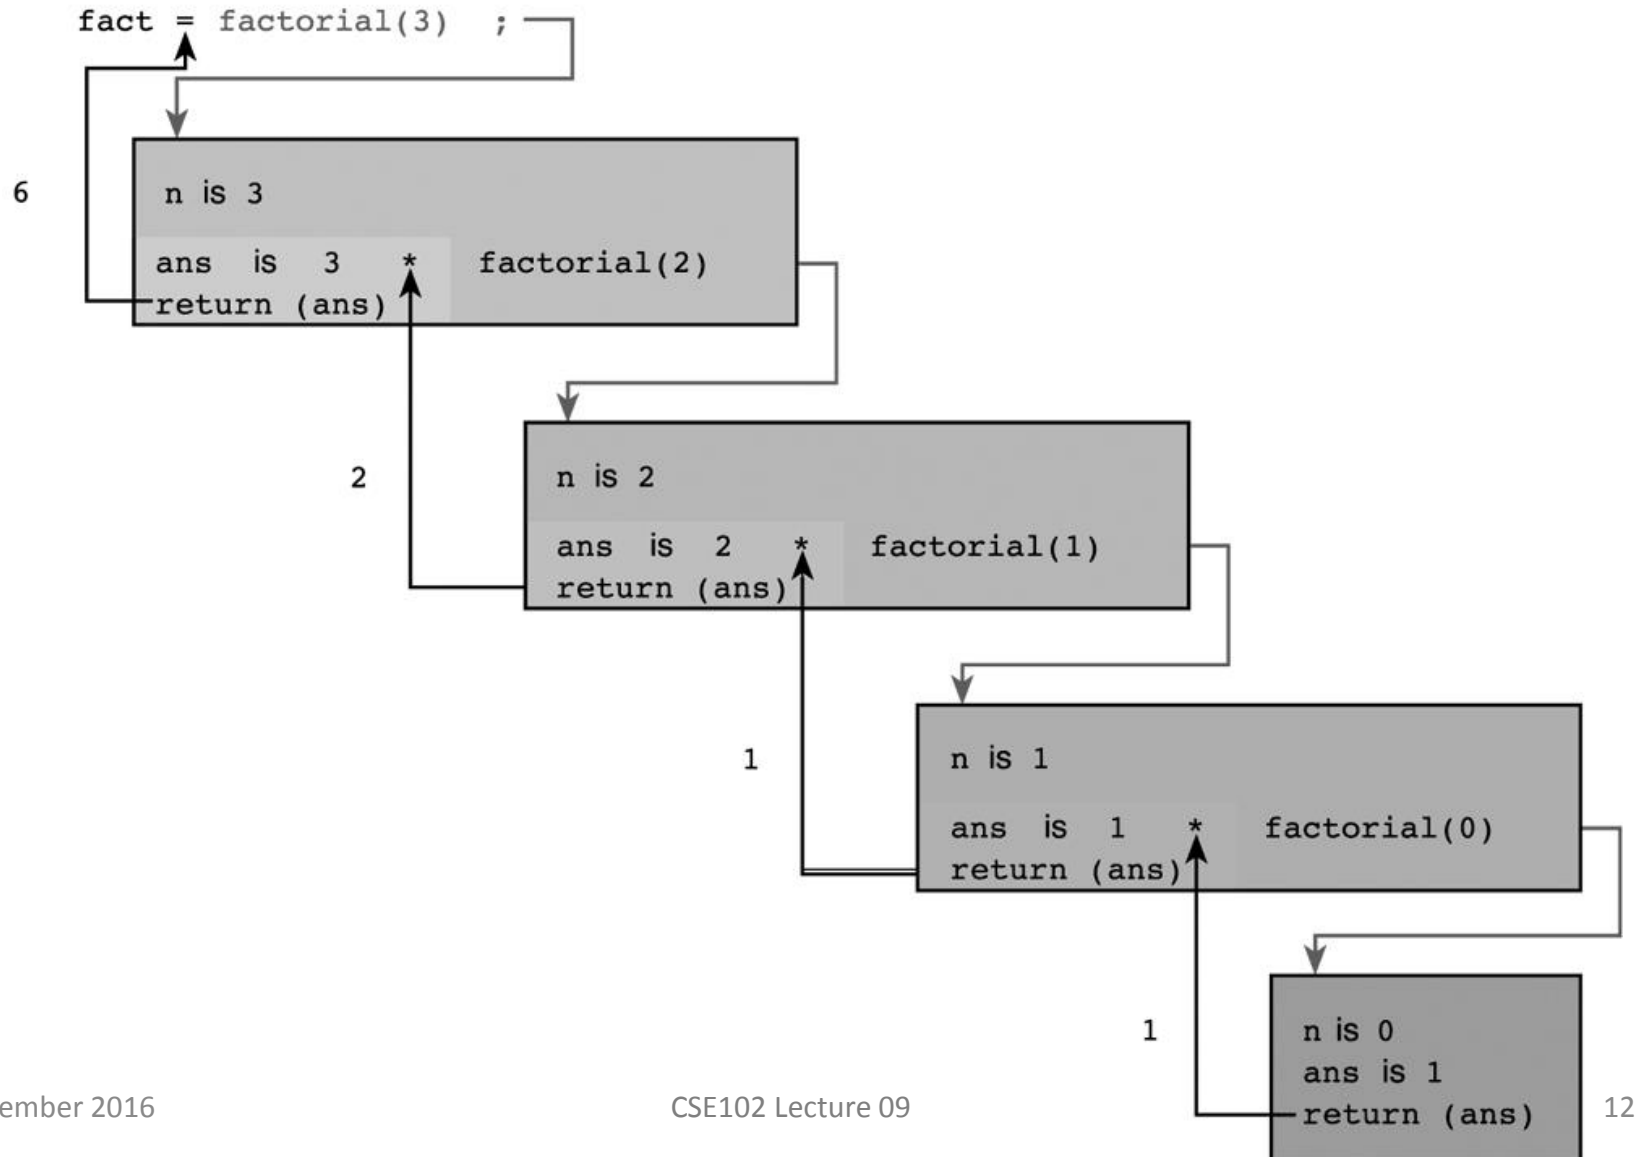 fact = factorial(3) ;
6
n is 3
ans is 3 * factorial(2)
return (ans)
2
n is 2
ans is 2 * factorial(1)
return (ans)
1
n is 1
ans is 1 * factorial(0)
return (ans)
1
n is 0
ans is 1
return (ans)
ember 2016
CSE102 Lecture 09
12